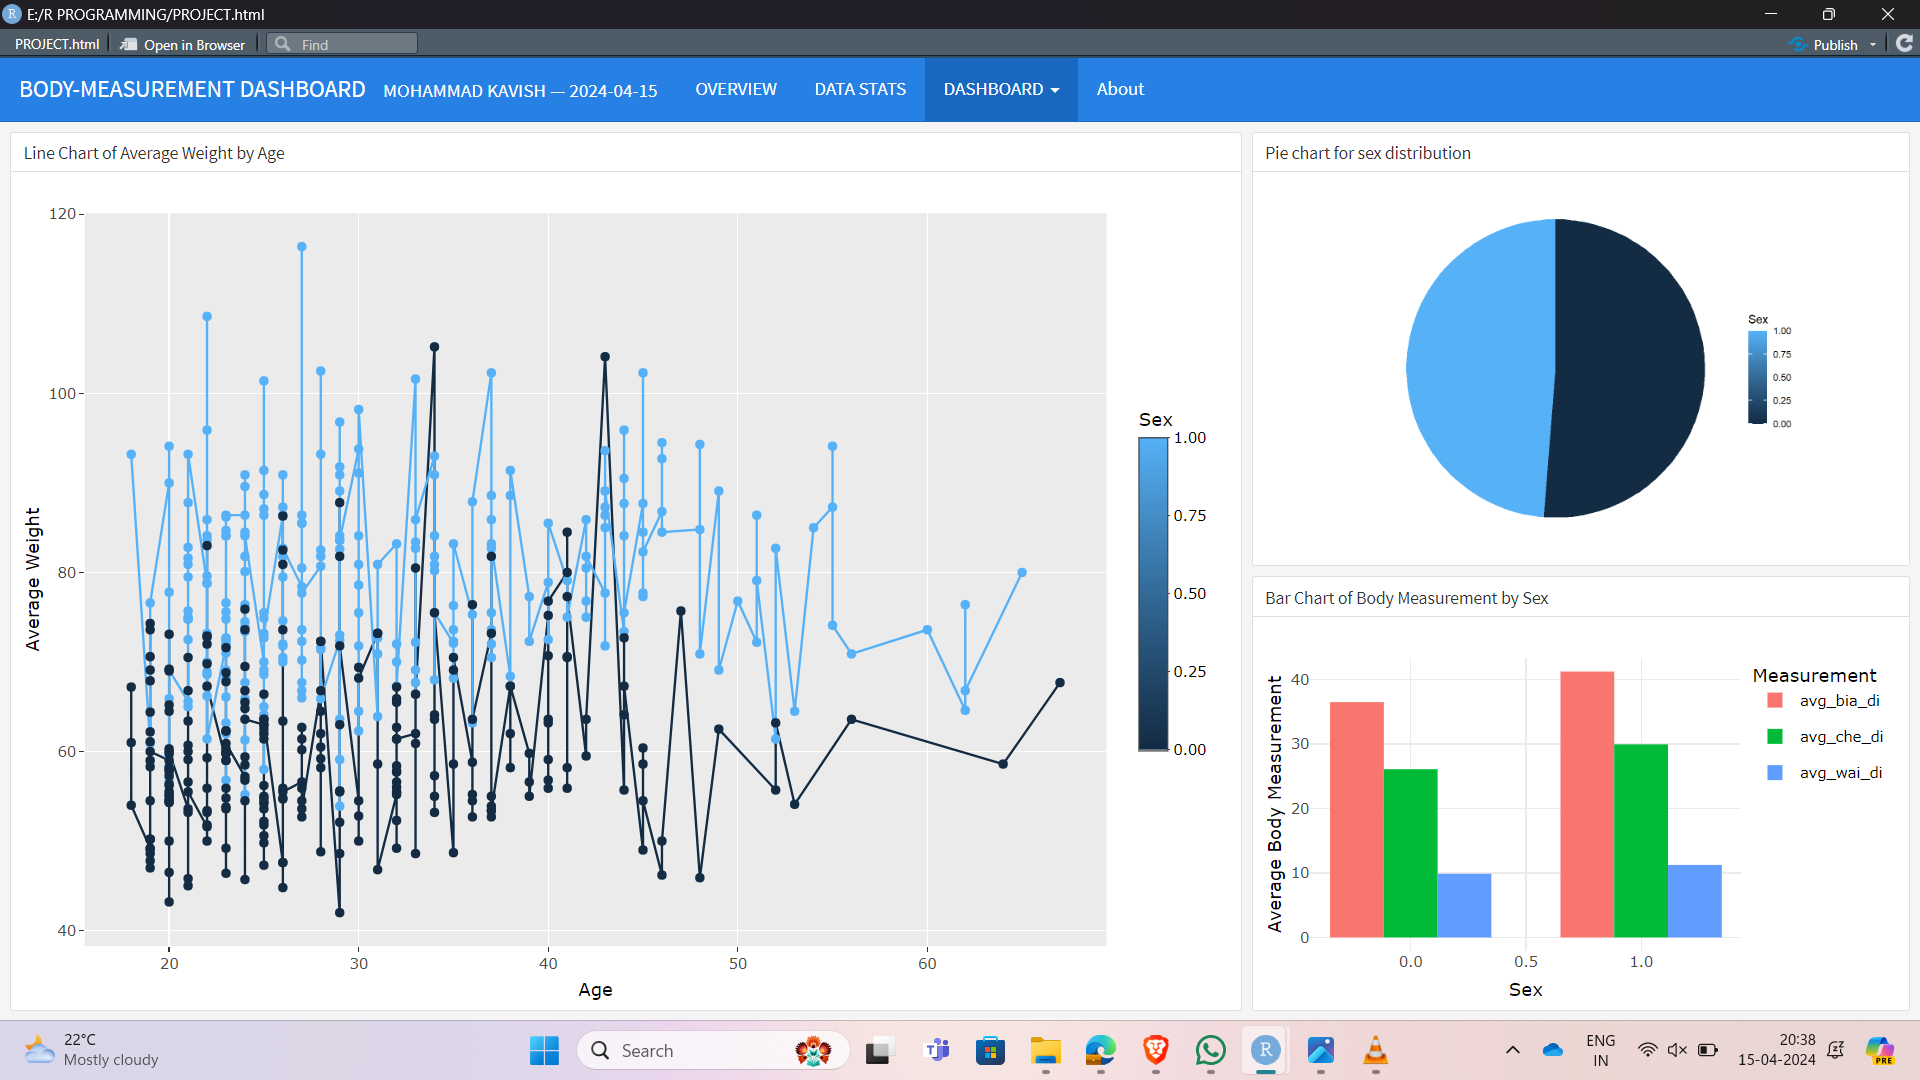 R E:/R PROGRAMMING/PROJECT.html
PROJECT.html Open in Browser Find Publish
BODY-MEASUREMENT DASHBOARD MOHAMMAD KAVISH — 2024-04-15 OVERVIEW DATA STATS DASHBOARD About
Line Chart of Average Weight by Age
120
100
80
60
40
Average Weight
20 30 40 50 60
Age
Sex
1.00
0.75
0.50
0.25
0.00
Pie chart for sex distribution
Sex
1.00
0.75
0.50
0.25
0.00
Bar Chart of Body Measurement by Sex
40
30
20
10
0
Average Body Measurement
0.0 0.5 1.0
Sex
Measurement
avg_bia_di
avg_che_di
avg_wai_di
22°C
Mostly cloudy
Search
R
PRE
ENG
IN
20:38
15-04-2024